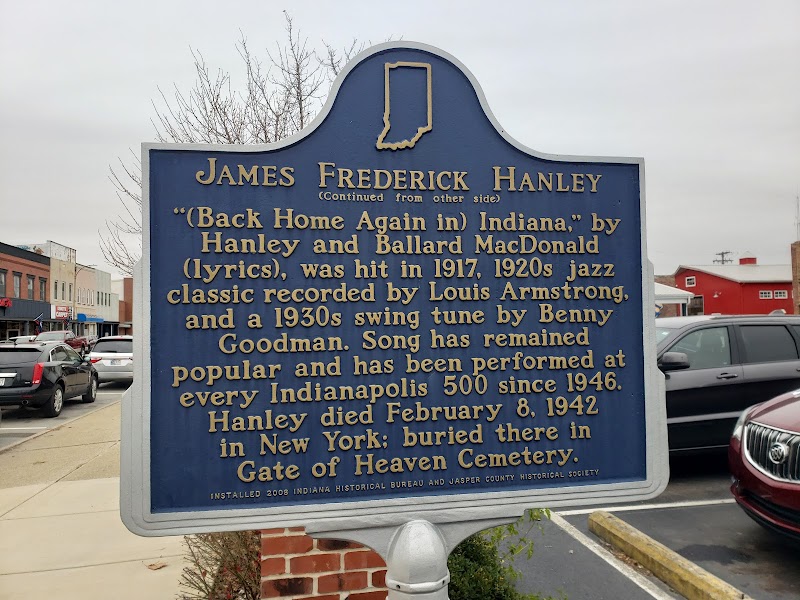 JAMES FREDERICK HANLEY
(Continued from other side)
“(Back Home Again in) Indiana,” by
Hanley and Ballard MacDonald
(lyrics), was hit in 1917, 1920s jazz
classic recorded by Louis Armstrong,
and a 1930s swing tune by Benny
Goodman. Song has remained
popular and has been performed at
every Indianapolis 500 since 1946.
Hanley died February 8, 1942
in New York; buried there in
Gate of Heaven Cemetery.
INSTALLED 2008 INDIANA HISTORICAL BUREAU AND JASPER COUNTY HISTORICAL SOCIETY